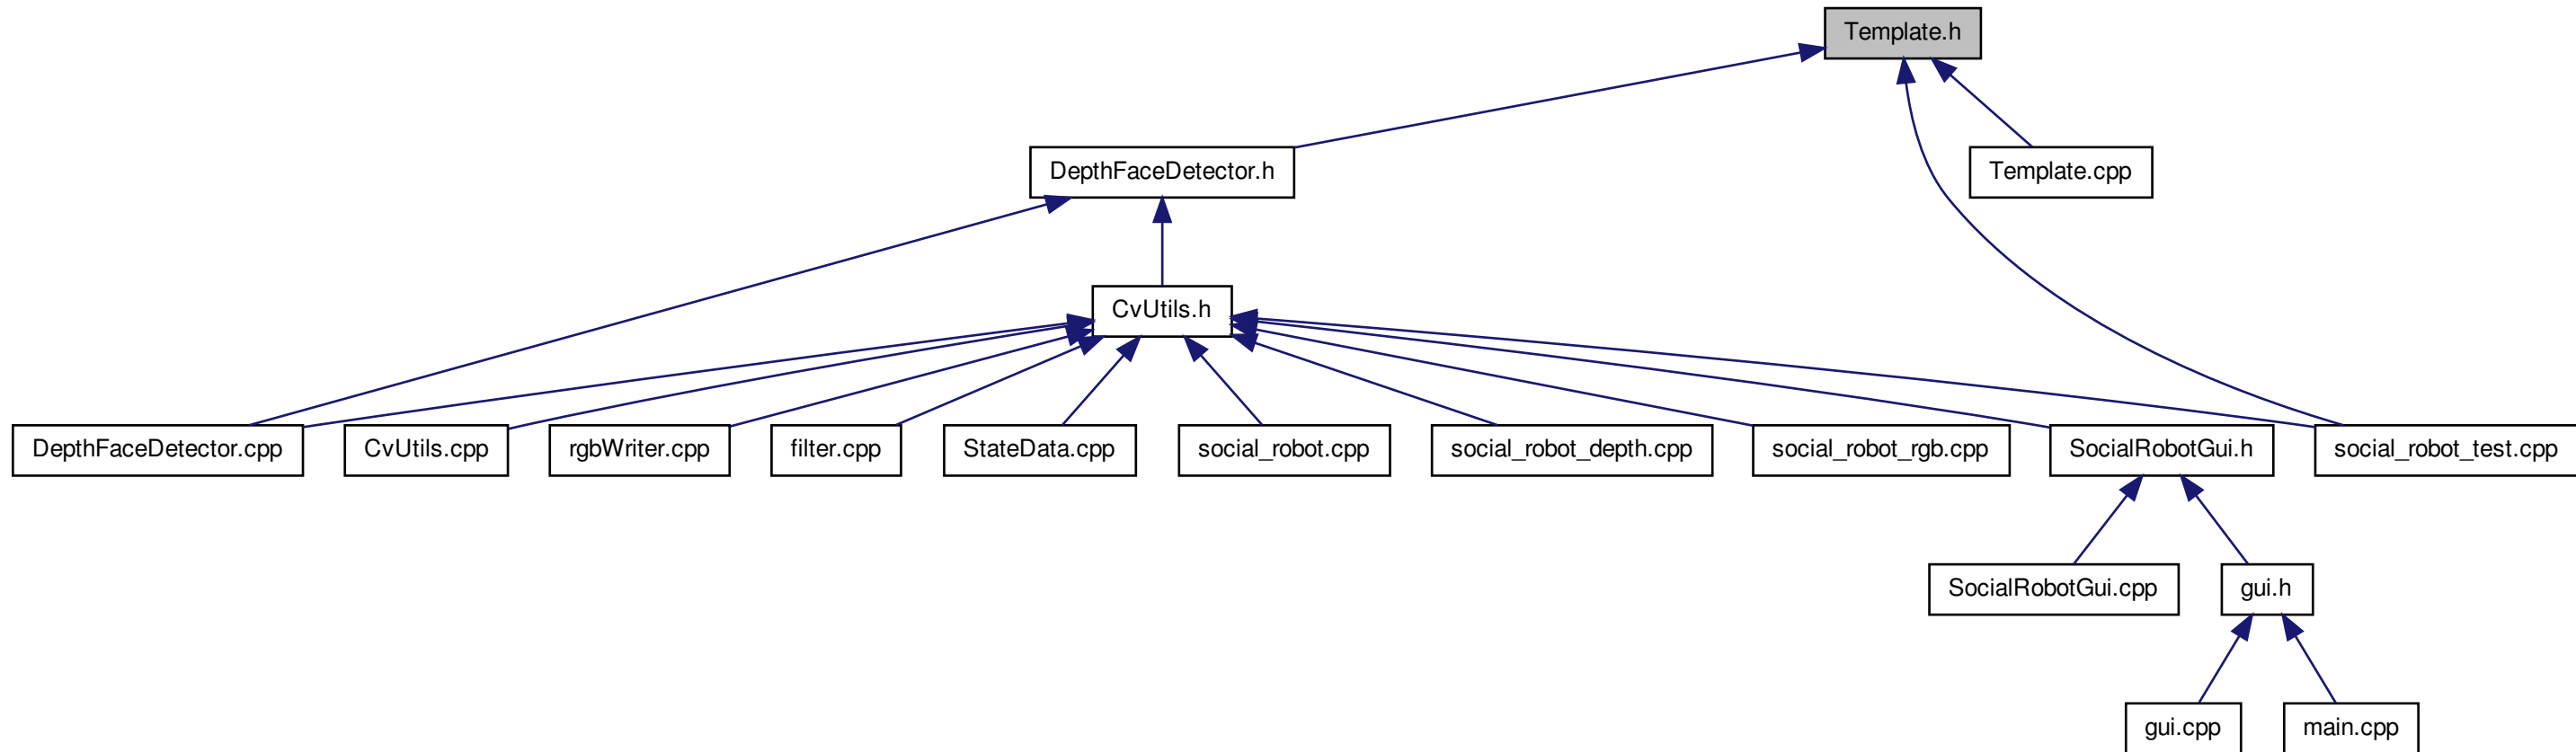 Template.h
DepthFaceDetector.h
Template.cpp
CvUtils.h
DepthFaceDetector.cpp
CvUtils.cpp
rgbWriter.cpp
filter.cpp
StateData.cpp
social_robot.cpp
social_robot_depth.cpp
social_robot_rgb.cpp
SocialRobotGui.h
social_robot_test.cpp
SocialRobotGui.cpp
gui.h
gui.cpp
main.cpp